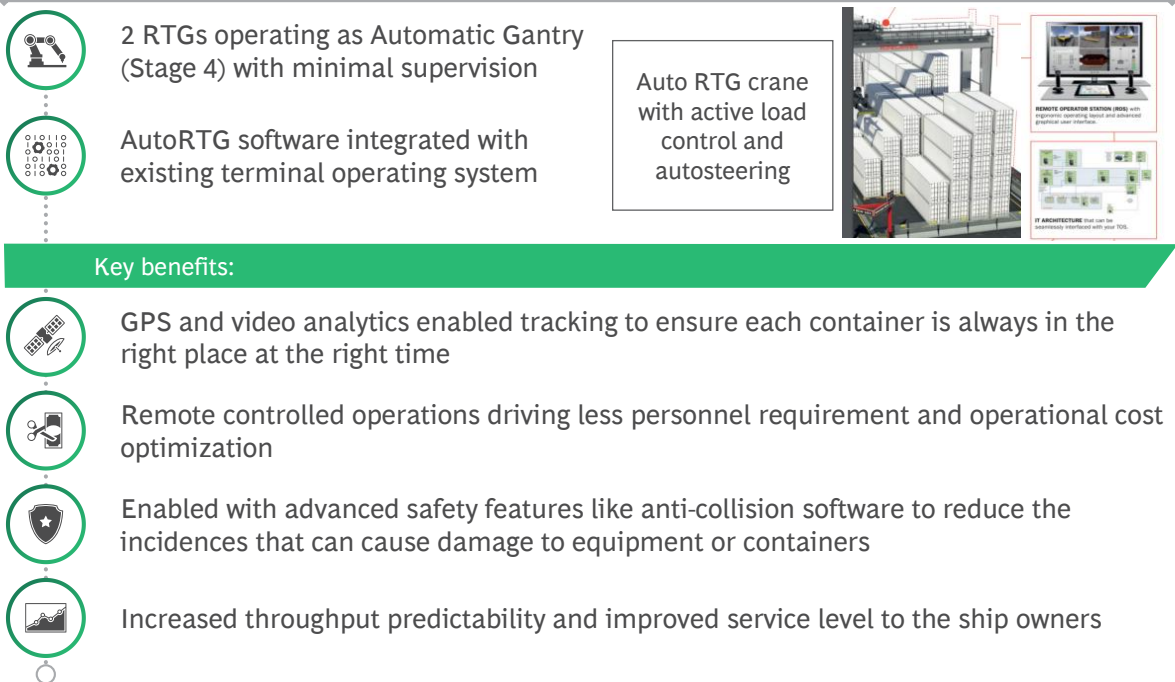 2 RTGs operating as Automatic Gantry
(Stage 4) with minimal supervision
AutoRTG software integrated with
existing terminal operating system
Auto RTG crane
with active load
control and
autosteering
REMOTE OPERATOR STATION (ROS) with
ergonomic operating layout and advanced
graphical user interface.
IT ARCHITECTURE that can be
seamlessly interfaced with your TOS.
Key benefits:
GPS and video analytics enabled tracking to ensure each container is always in the
right place at the right time
Remote controlled operations driving less personnel requirement and operational cost
optimization
Enabled with advanced safety features like anti-collision software to reduce the
incidences that can cause damage to equipment or containers
Increased throughput predictability and improved service level to the ship owners